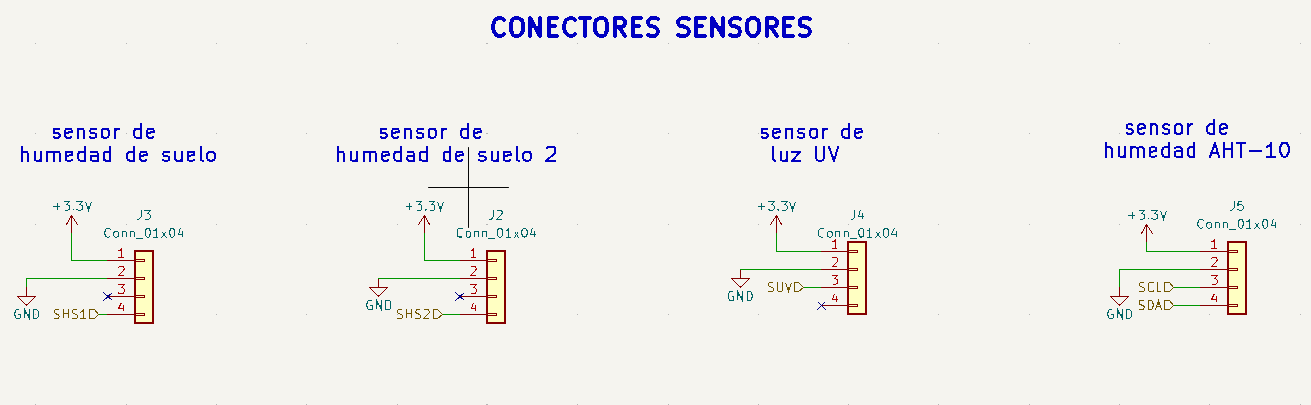 CONECTORES SENSORES
sensor de
humedad de suelo
+3.3V
J3
Conn_01x04
1
2
3
4
GND
SHS1
sensor de
humedad de suelo 2
+3.3V
J2
Conn_01x04
1
2
3
4
GND
SHS2
sensor de
luz UV
+3.3V
J4
Conn_01x04
1
2
3
4
GND
SUV
sensor de
humedad AHT-10
+3.3V
J5
Conn_01x04
1
2
3
4
GND
SCL
SDA